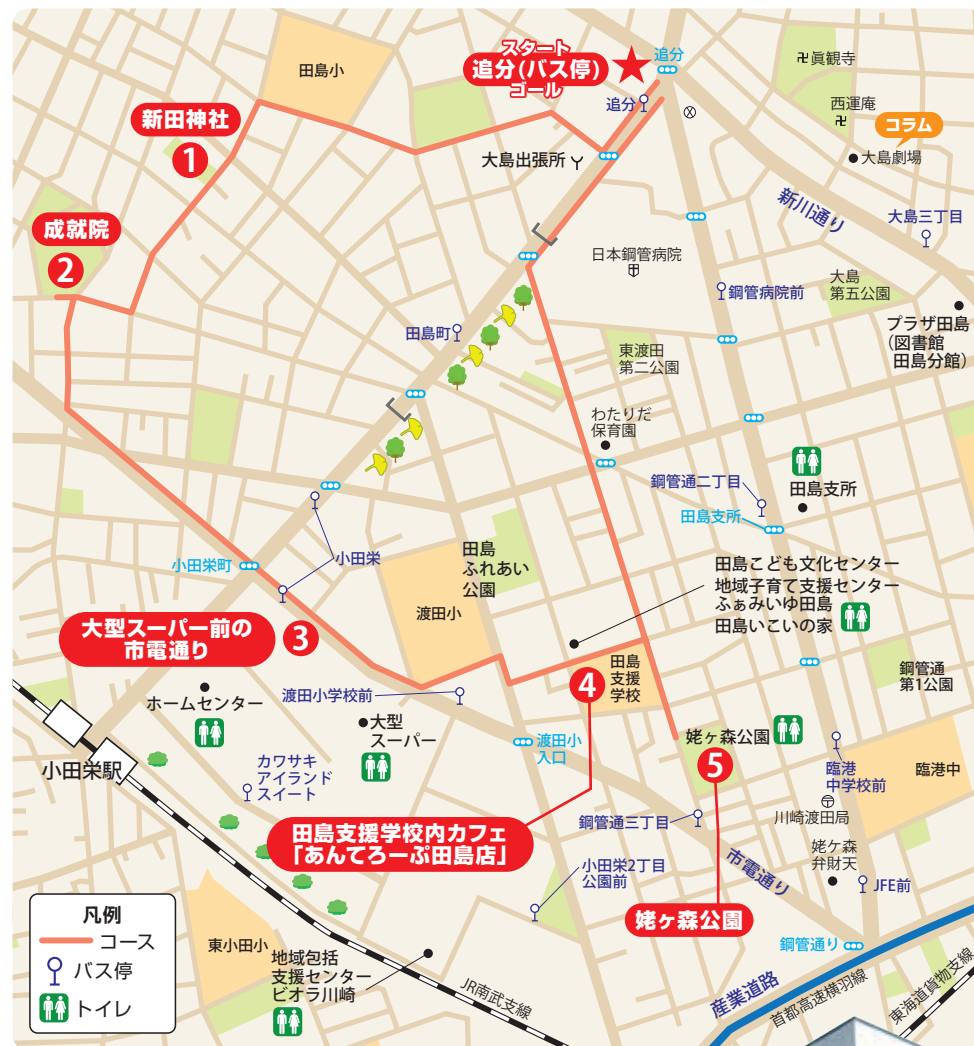 スタート
追分(バス停)
ゴール
追分
追分
卍眞観寺
西運庵
卍
コラム
大島劇場
田島小
新田神社
1
成就院
2
大島出張所
新川通り
大島三丁目
日本鋼管病院
鋼管病院前
大島
第五公園
プラザ田島
(図書館
田島分館)
田島町
東渡田
第二公園
わたりだ
保育園
鋼管通二丁目
田島支所
田島支所
小田栄町
小田栄
田島
ふれあい
公園
渡田小
田島こども文化センター
地域子育て支援センター
ふぁみいゆ田島
田島いこいの家
大型スーパー前の
市電通り
3
田島
支援
学校
4
鋼管通
第1公園
渡田小学校前
ホームセンター
大型
スーパー
渡田小
入口
姥ヶ森公園
5
臨港
中学校前
臨港中
小田栄駅
カワサキ
アイランド
スイート
川崎渡田局
田島支援学校内カフェ
「あんてろーぷ田島店」
鋼管通三丁目
姥ケ森
弁財天
市電通り
小田栄2丁目
公園前
JFE前
姥ヶ森公園
鋼管通り
凡例
コース
バス停
トイレ
東小田小
地域包括
支援センター
ビオラ川崎
JR南武支線
産業道路
首都高速横羽線
東海道貨物支線